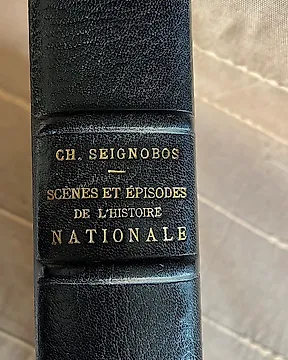 CH. SEIGNOBOS
—
SCÈNES ET ÉPISODES
DE L'HISTOIRE
NATIONALE